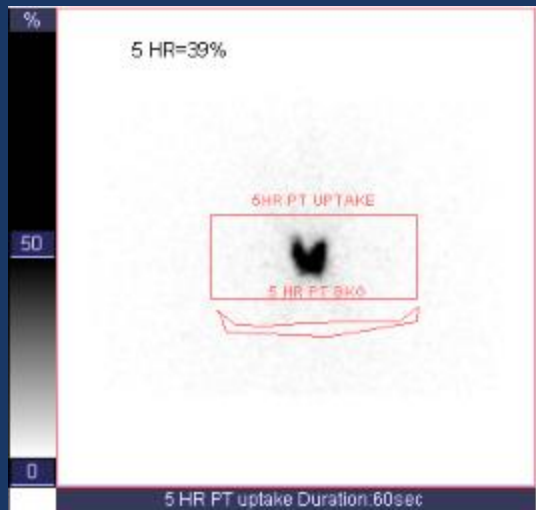 %
5 HR=39%
5HR PT UPTAKE
50
5 HR PT BKG
0
5 HR PT uptake Duration:60sec